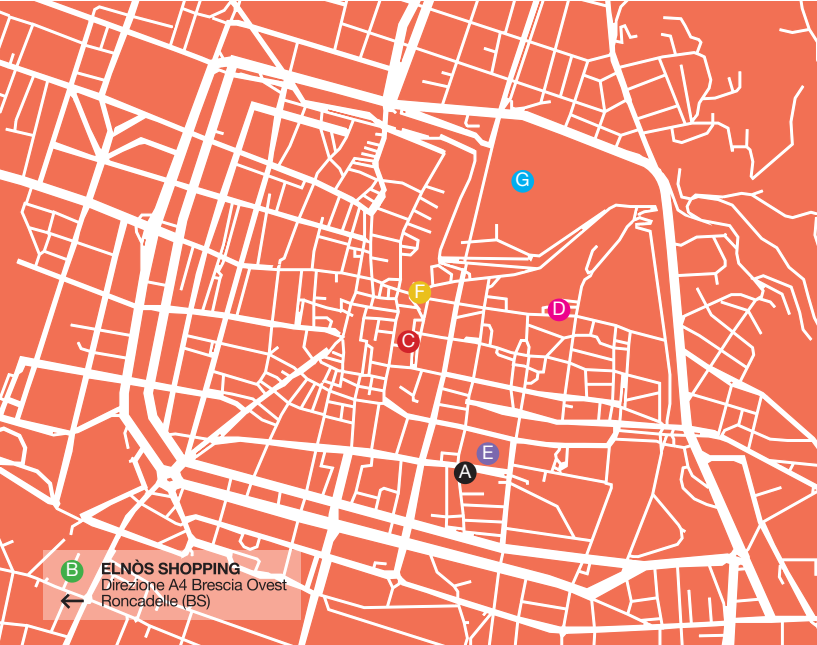 G
F
D
C
E
A
B
ELNÒS SHOPPING
Direzione A4 Brescia Ovest
Roncadelle (BS)